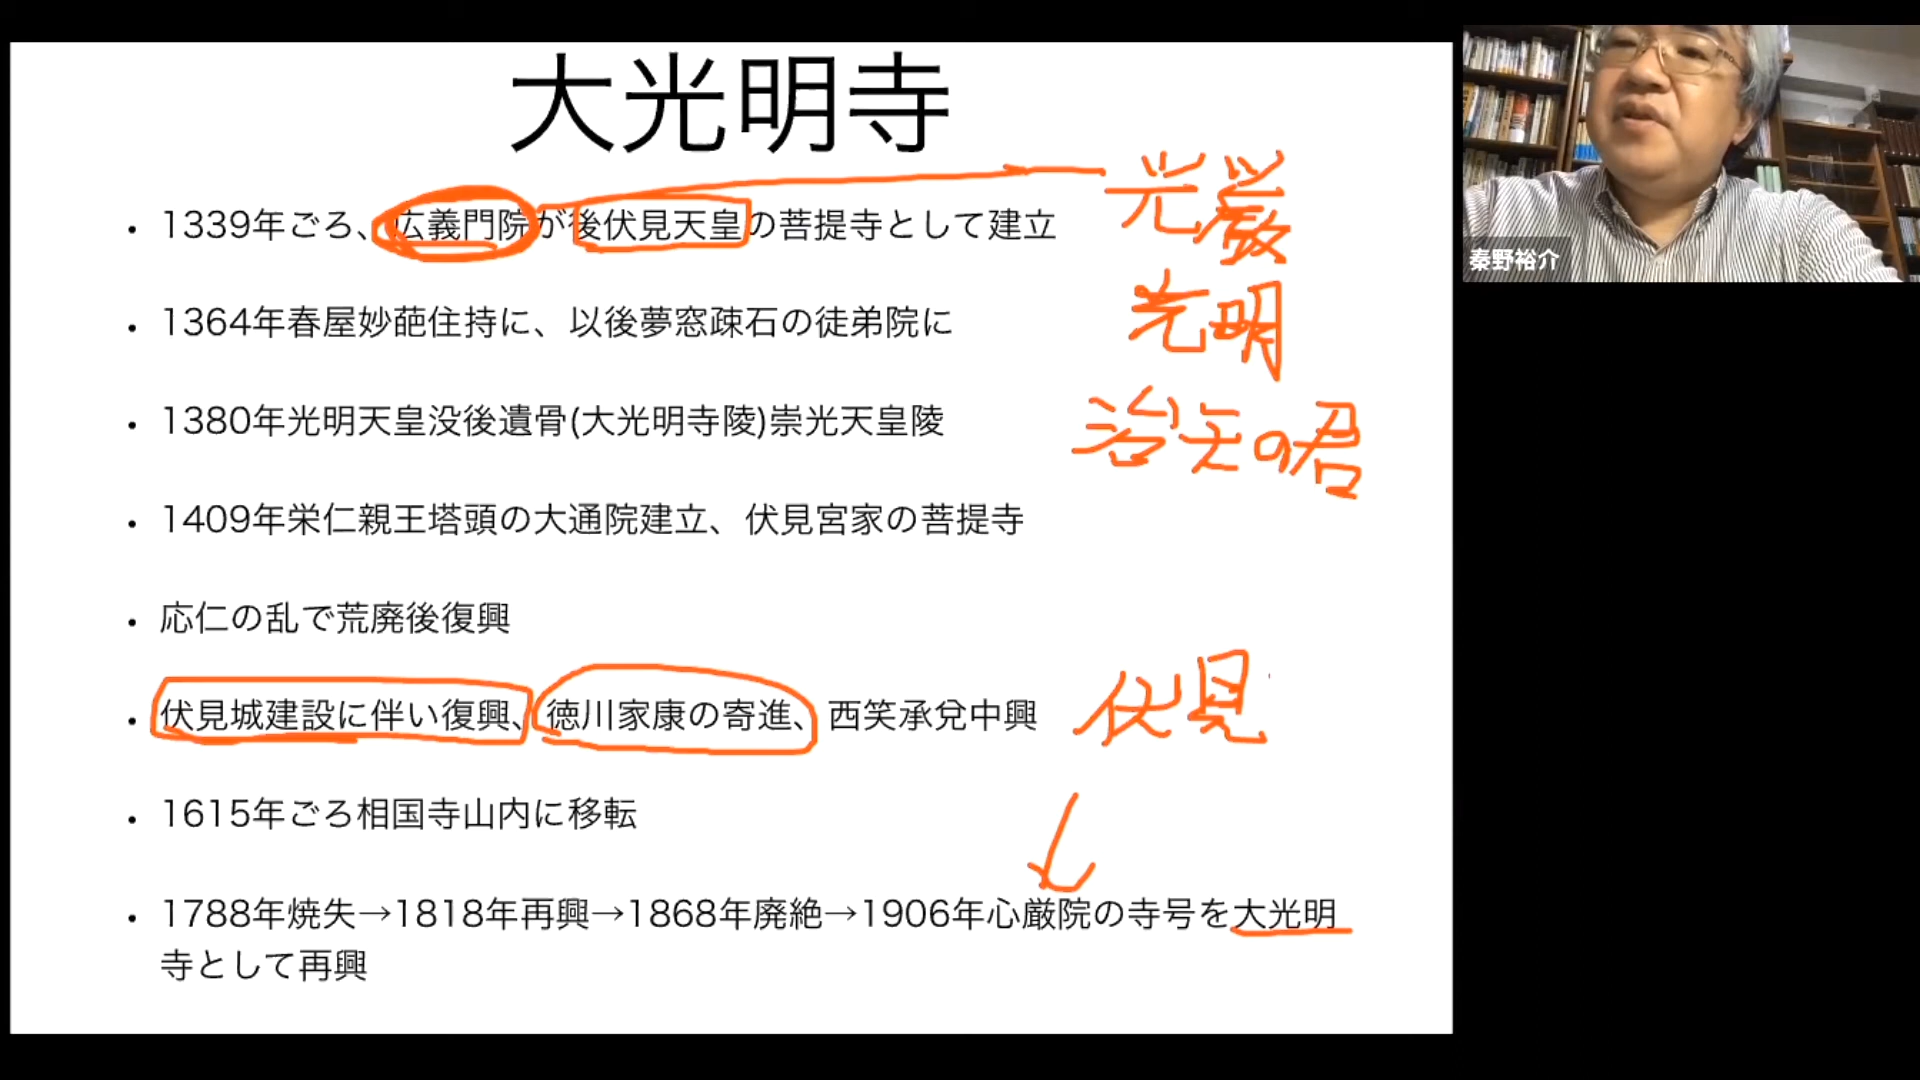 大光明寺
・1339年ごろ、広義門院が後伏見天皇の菩提寺として建立
光厳
・1364年春屋妙葩住持に、以後夢窓疎石の徒弟院に
光明
・1380年光明天皇没後遺骨(大光明寺陵)崇光天皇陵
治天の君
・1409年栄仁親王塔頭の大通院建立、伏見宮家の菩提寺
・応仁の乱で荒廃後復興
・伏見城建設に伴い復興、徳川家康の寄進、西笑承兌中興
伏見
・1615年ごろ相国寺山内に移転
・1788年焼失→1818年再興→1868年廃絶→1906年心厳院の寺号を大光明
寺として再興
秦野裕介